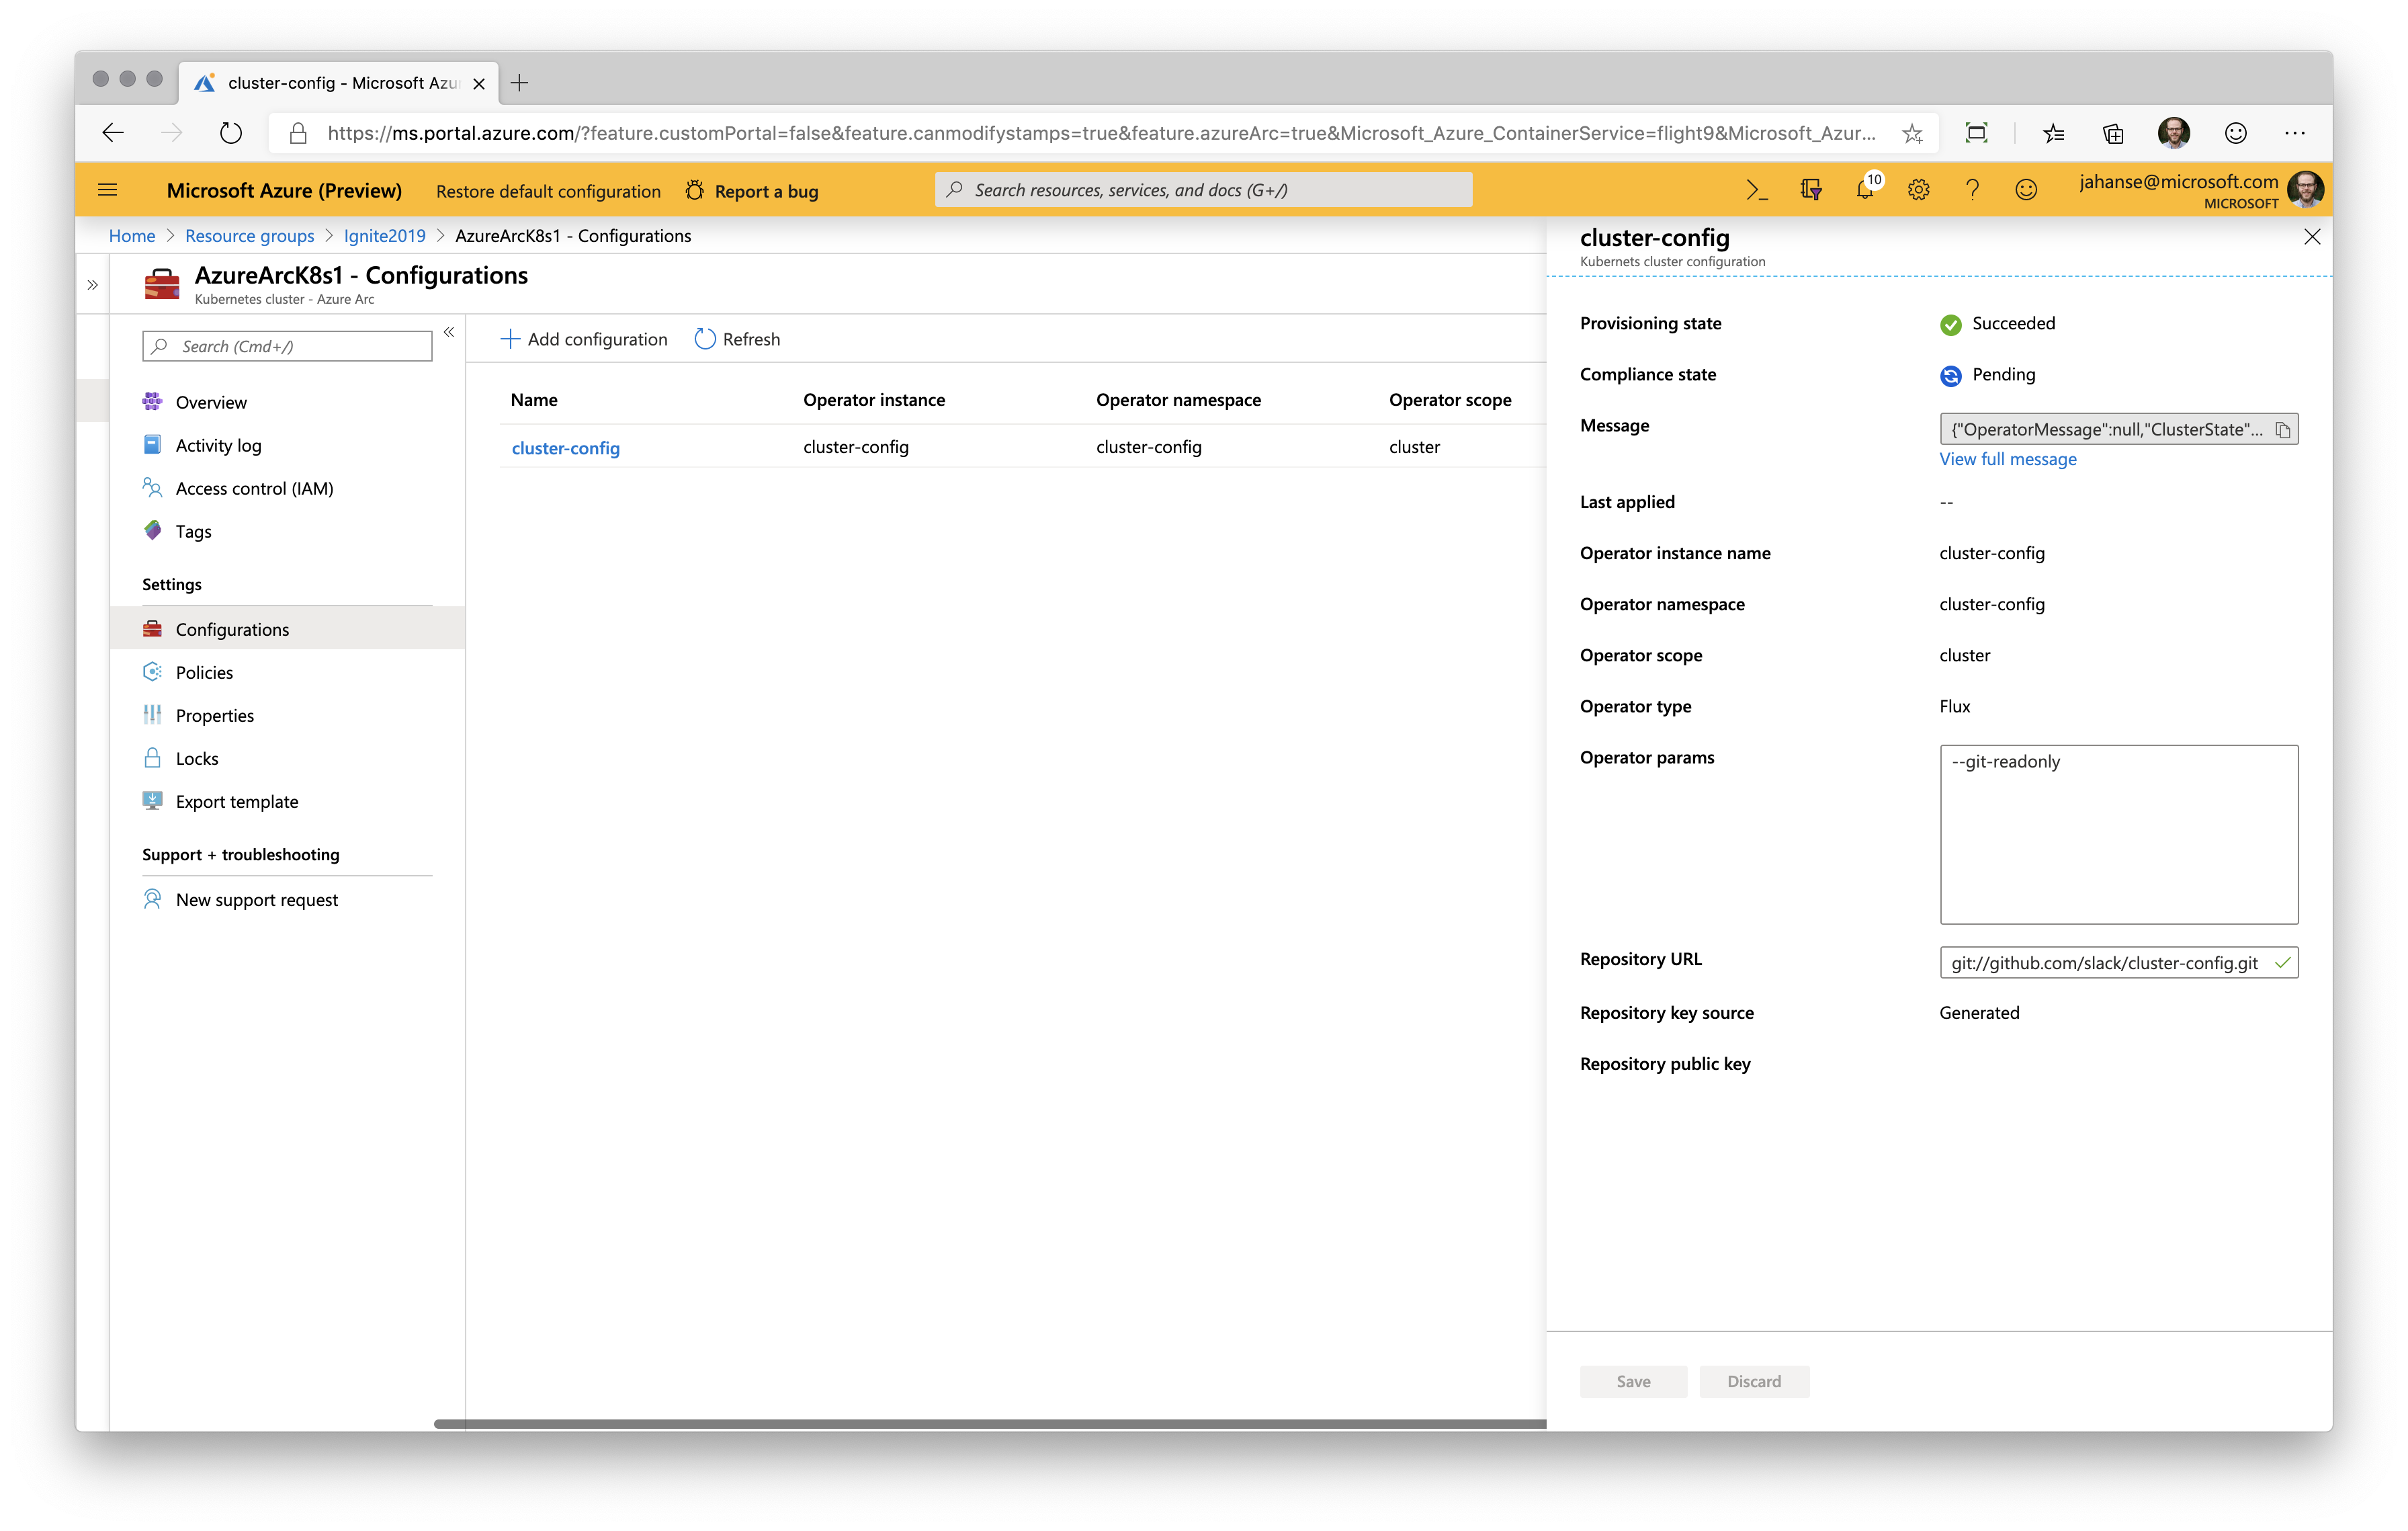 cluster-config - Microsoft Azu
https://ms.portal.azure.com/?feature.customPortal=false&feature.canmodifystamps=true&feature.azureArc=true&Microsoft_Azure_ContainerService=flight9&Microsoft_Azur...
Microsoft Azure (Preview)
Restore default configuration
Report a bug
Search resources, services, and docs (G+/)
10
jahanse@microsoft.com
MICROSOFT
Home > Resource groups > Ignite2019 > AzureArcK8s1 - Configurations
AzureArcK8s1 - Configurations
Kubernetes cluster - Azure Arc
Search (Cmd+/)
Overview
Activity log
Access control (IAM)
Tags
Settings
Configurations
Policies
Properties
Locks
Export template
Support + troubleshooting
New support request
Add configuration
Refresh
Name Operator instance Operator namespace Operator scope
cluster-config cluster-config cluster-config cluster
cluster-config
Kubernets cluster configuration
Provisioning state Succeeded
Compliance state Pending
Message {"OperatorMessage":null,"ClusterState"...
View full message
Last applied --
Operator instance name cluster-config
Operator namespace cluster-config
Operator scope cluster
Operator type Flux
Operator params --git-readonly
Repository URL git://github.com/slack/cluster-config.git
Repository key source Generated
Repository public key
Save Discard